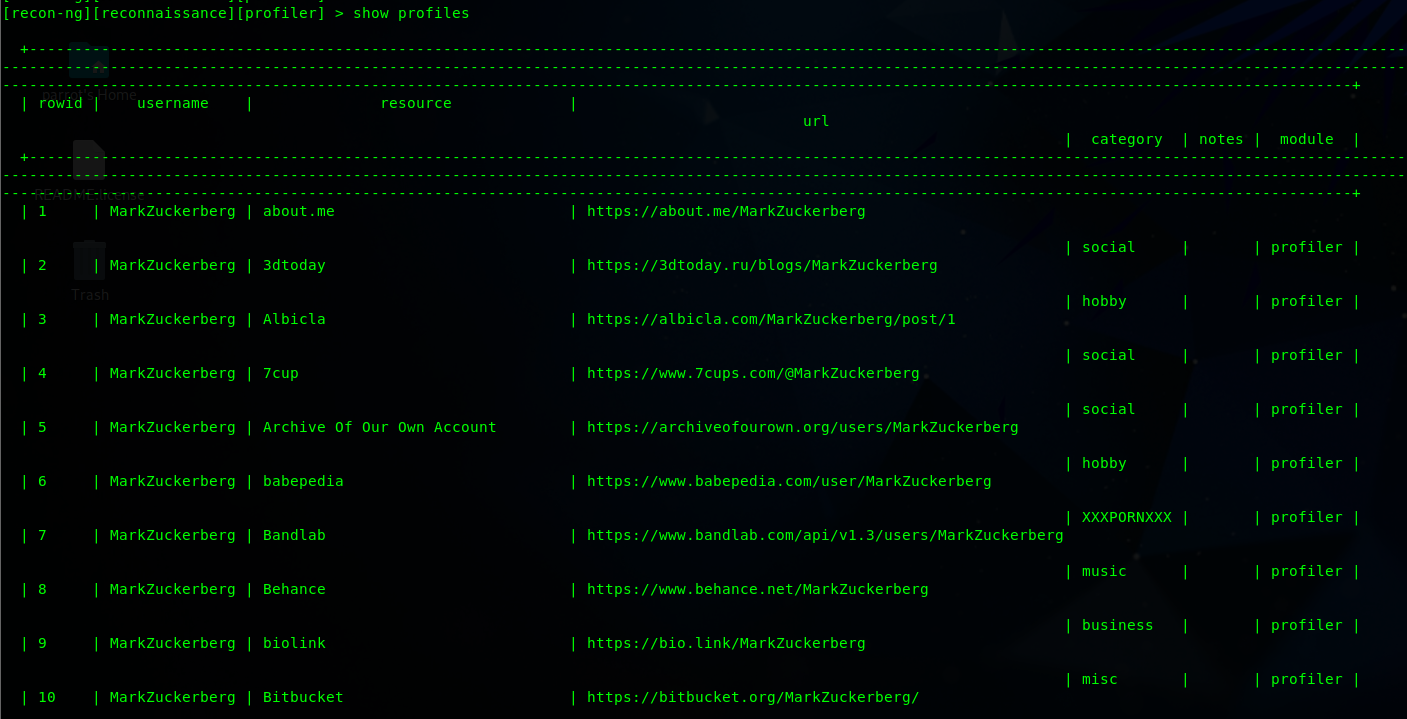 [recon-ng][reconnaissance][profiler] > show profiles
+----------------------------------------------------------------------------------------------------------------------------------------------------------
------------------------------------------------------------------------------------------------------------------------------------------------------------
------------------------------------------------------------------------------------------------------------------------------------------------------+
| rowid | username | resource |
url
| category | notes | module |
+----------------------------------------------------------------------------------------------------------------------------------------------------------
------------------------------------------------------------------------------------------------------------------------------------------------------------
------------------------------------------------------------------------------------------------------------------------------------------------------+
| 1 | MarkZuckerberg | about.me | https://about.me/MarkZuckerberg
| social | | profiler |
| 2 | MarkZuckerberg | 3dtoday | https://3dtoday.ru/blogs/MarkZuckerberg
| hobby | | profiler |
| 3 | MarkZuckerberg | Albicla | https://albicla.com/MarkZuckerberg/post/1
| social | | profiler |
| 4 | MarkZuckerberg | 7cup | https://www.7cups.com/@MarkZuckerberg
| social | | profiler |
| 5 | MarkZuckerberg | Archive Of Our Own Account | https://archiveofourown.org/users/MarkZuckerberg
| hobby | | profiler |
| 6 | MarkZuckerberg | babepedia | https://www.babepedia.com/user/MarkZuckerberg
| XXXPORNXXX | | profiler |
| 7 | MarkZuckerberg | Bandlab | https://www.bandlab.com/api/v1.3/users/MarkZuckerberg
| music | | profiler |
| 8 | MarkZuckerberg | Behance | https://www.behance.net/MarkZuckerberg
| business | | profiler |
| 9 | MarkZuckerberg | biolink | https://bio.link/MarkZuckerberg
| misc | | profiler |
| 10 | MarkZuckerberg | Bitbucket | https://bitbucket.org/MarkZuckerberg/
parrot's Home
README.license
Trash